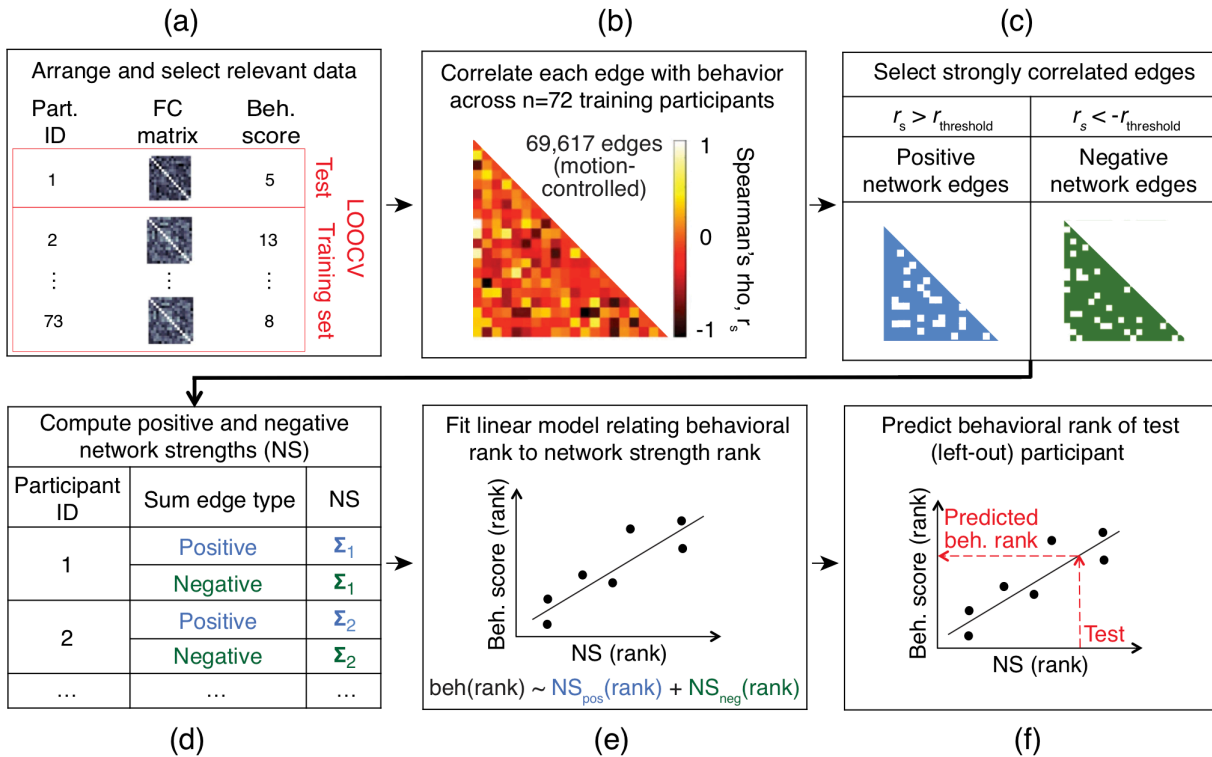 (a)
(b)
(c)
Arrange and select relevant data
Part.
ID
FC
matrix
Beh.
score
1
5
2
13
⋮
⋮
⋮
73
8
Test
Training set
LOOCV
Correlate each edge with behavior
across n=72 training participants
69,617 edges
(motion-
controlled)
1
0
-1
Spearman's rho, rₛ
Select strongly correlated edges
rₛ > r_threshold
rₛ < -r_threshold
Positive
network edges
Negative
network edges
Compute positive and negative
network strengths (NS)
Participant
ID
Sum edge type
NS
1
Positive
Σ₁
Negative
Σ₁
2
Positive
Σ₂
Negative
Σ₂
...
...
...
Fit linear model relating behavioral
rank to network strength rank
Beh. score (rank)
NS (rank)
beh(rank) ~ NS_pos(rank) + NS_neg(rank)
Predict behavioral rank of test
(left-out) participant
Beh. score (rank)
Predicted
beh. rank
Test
NS (rank)
(d)
(e)
(f)